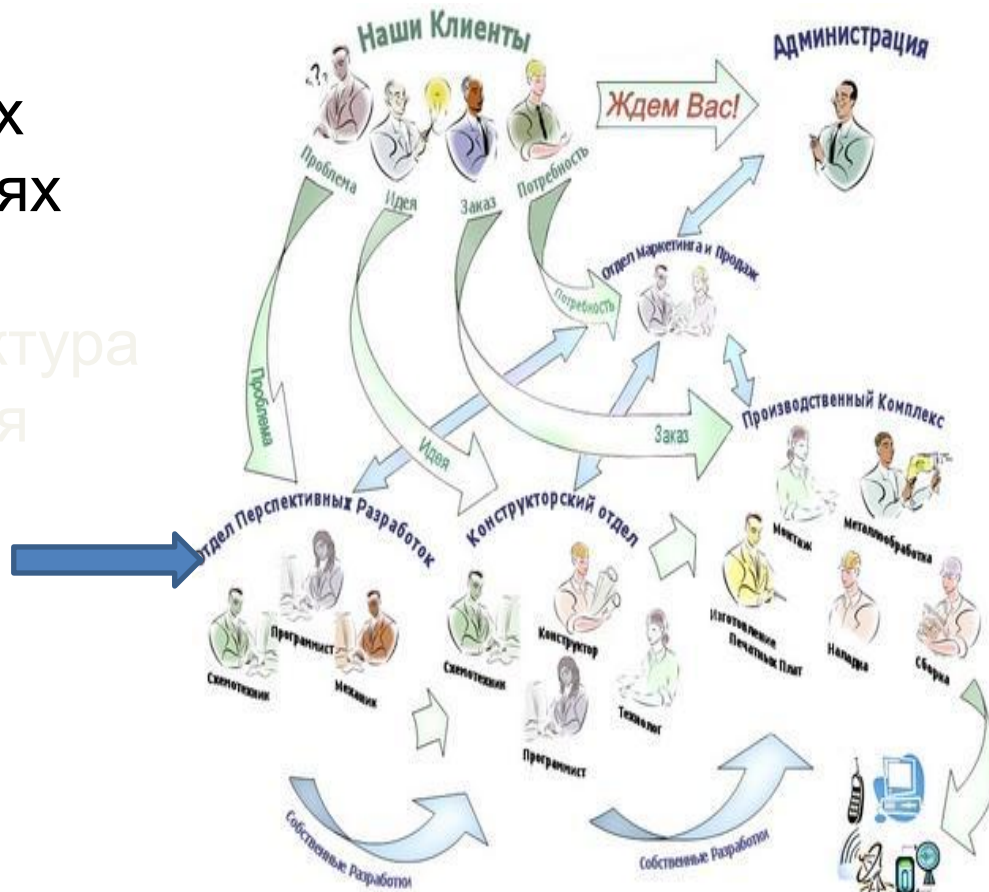 х
ях
ктура
я
Наши Клиенты
Администрация
Ждем Вас!
Проблема
Идея
Заказ
Потребность
Отдел Маркетинга и Продаж
Потребность
Проблема
Идея
Заказ
Производственный Комплекс
Отдел Перспективных Разработок
Конструкторский отдел
Монтаж
Металлообработка
Изготовление
Печатных Плат
Наладка
Сборка
Программист
Схемотехник
Механик
Схемотехник
Конструктор
Программист
Технолог
Собственные Разработки
Собственные Разработки